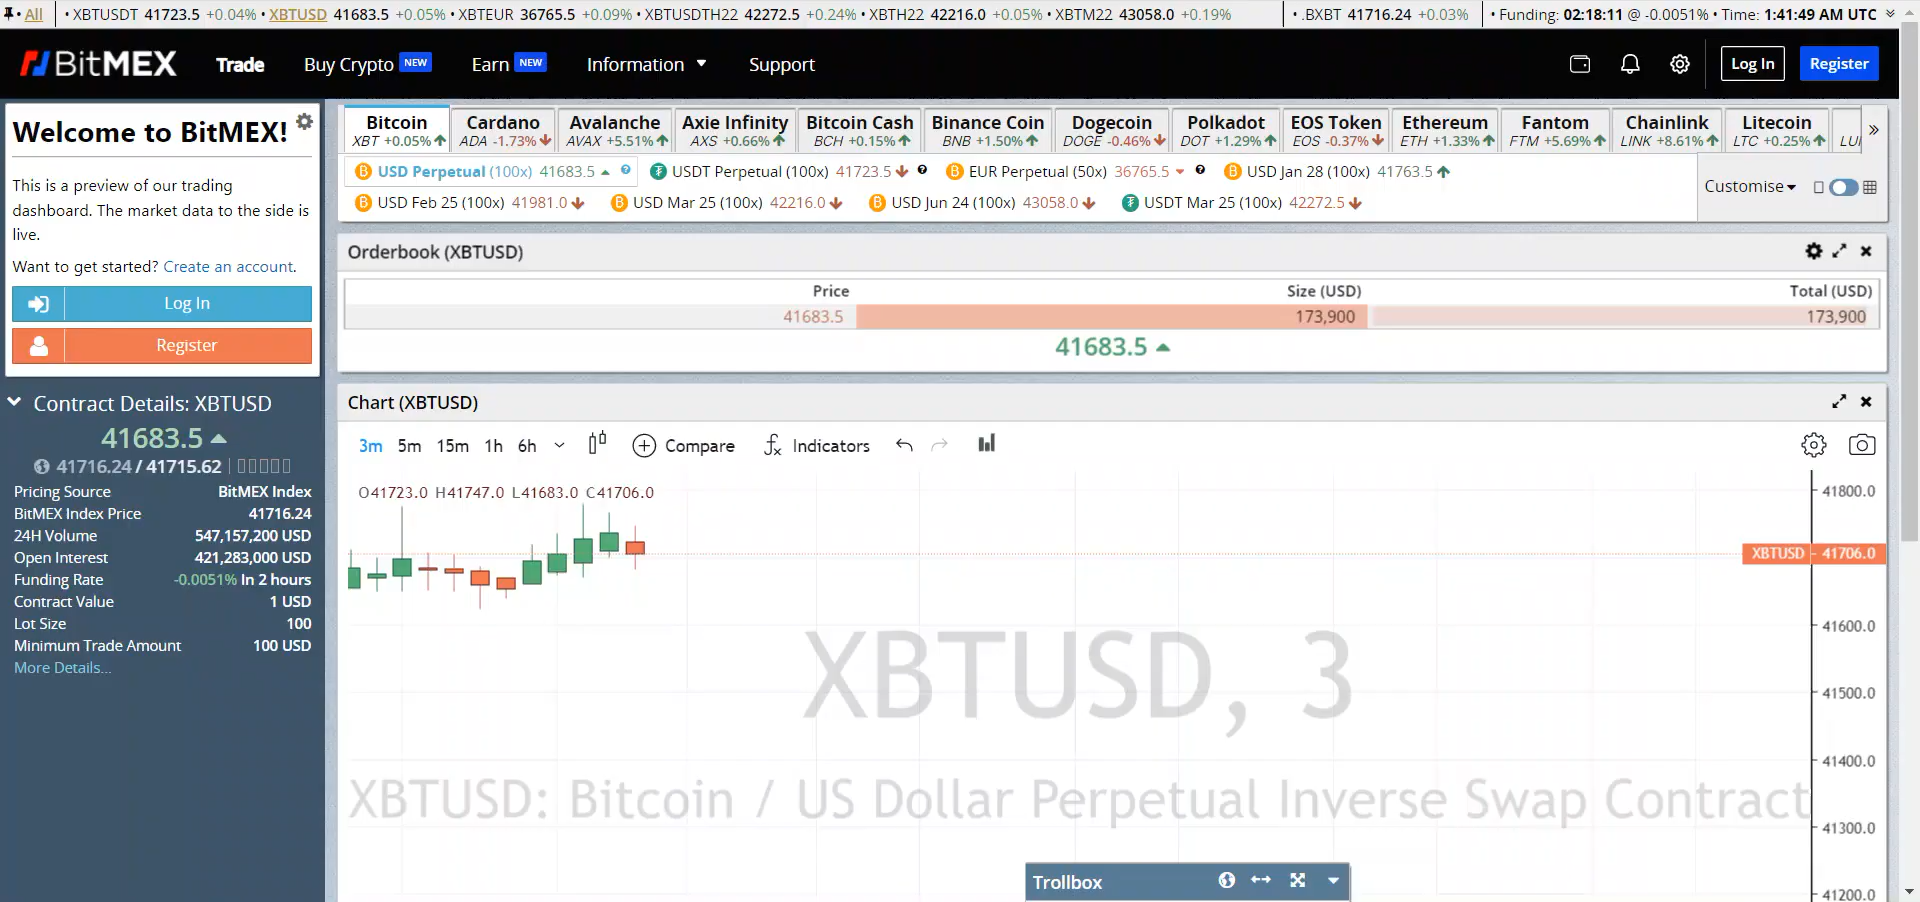 All • XBTUSDT 41723.5 +0.04% • XBTUSD 41683.5 +0.05% • XBTEUR 36765.5 +0.09% • XBTUSDTH22 42272.5 +0.24% • XBTH22 42216.0 +0.05% • XBTM22 43058.0 +0.19% • .BXBT 41716.24 +0.03% • Funding: 02:18:11 @ -0.0051% • Time: 1:41:49 AM UTC
BitMEX Trade Buy Crypto NEW Earn NEW Information Support Log In Register
Welcome to BitMEX!
This is a preview of our trading
dashboard. The market data to the side is
live.
Want to get started? Create an account.
Log In
Register
Contract Details: XBTUSD
41683.5
41716.24 / 41715.62
Pricing Source BitMEX Index
BitMEX Index Price 41716.24
24H Volume 547,157,200 USD
Open Interest 421,283,000 USD
Funding Rate -0.0051% In 2 hours
Contract Value 1 USD
Lot Size 100
Minimum Trade Amount 100 USD
More Details...
Bitcoin Cardano Avalanche Axie Infinity Bitcoin Cash Binance Coin Dogecoin Polkadot EOS Token Ethereum Fantom Chainlink Litecoin
XBT +0.05% ADA -1.73% AVAX +5.51% AXS +0.66% BCH +0.15% BNB +1.50% DOGE -0.46% DOT +1.29% EOS -0.37% ETH +1.33% FTM +5.69% LINK +8.61% LTC +0.25%
USD Perpetual (100x) 41683.5 USDT Perpetual (100x) 41723.5 EUR Perpetual (50x) 36765.5 USD Jan 28 (100x) 41763.5
USD Feb 25 (100x) 41981.0 USD Mar 25 (100x) 42216.0 USD Jun 24 (100x) 43058.0 USDT Mar 25 (100x) 42272.5
Customise
Orderbook (XBTUSD)
Price Size (USD) Total (USD)
41683.5 173,900 173,900
41683.5
Chart (XBTUSD)
3m 5m 15m 1h 6h Compare Indicators
O41723.0 H41747.0 L41683.0 C41706.0
41800.0
XBTUSD 41706.0
41600.0
41500.0
41400.0
41300.0
41200.0
XBTUSD, 3
XBTUSD: Bitcoin / US Dollar Perpetual Inverse Swap Contract
Trollbox